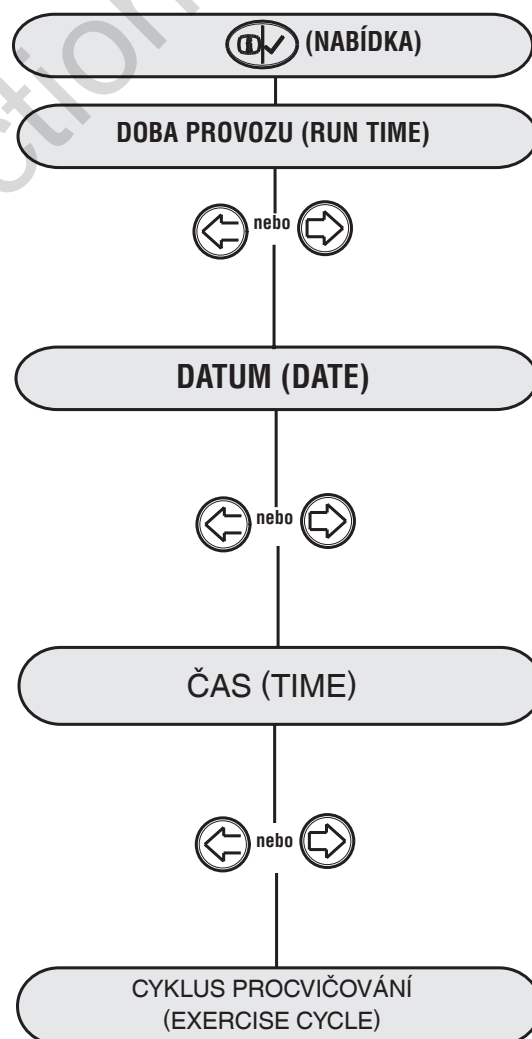 (NABÍDKA)
DOBA PROVOZU (RUN TIME)
nebo
DATUM (DATE)
nebo
ČAS (TIME)
nebo
CYKLUS PROCVIČOVÁNÍ
(EXERCISE CYCLE)